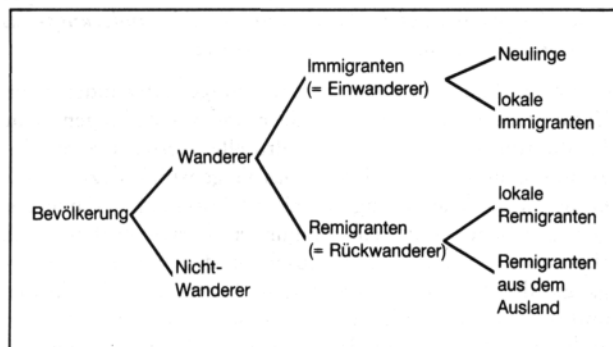 Bevölkerung
Wanderer
Nicht-
Wanderer
Immigranten
(= Einwanderer)
Remigranten
(= Rückwanderer)
Neulinge
lokale
Immigranten
lokale
Remigranten
Remigranten
aus dem
Ausland